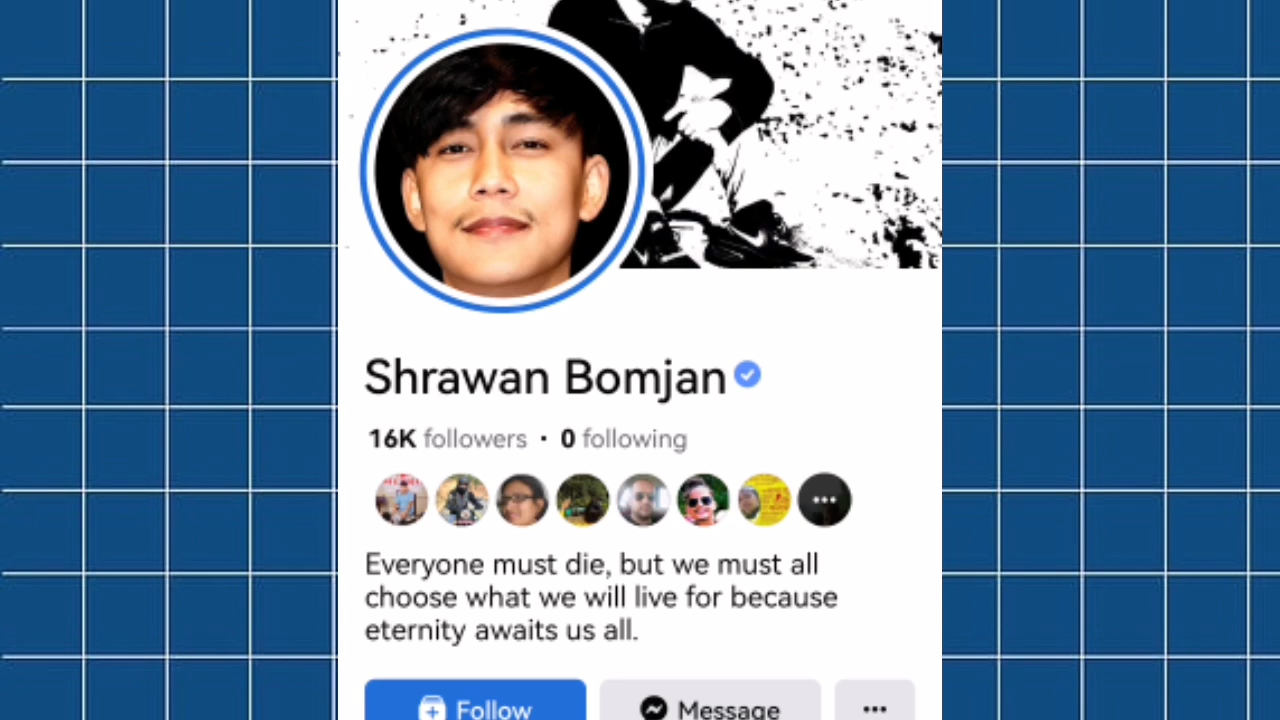 Shrawan Bomjan
16K followers · 0 following
Everyone must die, but we must all
choose what we will live for because
eternity awaits us all.
Follow
Message